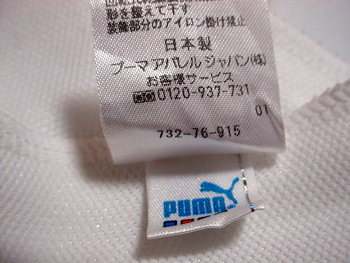 形を整えて干す
装飾部分のアイロン掛け禁止
日本製
プーマ アパレル ジャパン(株)
お客様サービス
0120-937-731
01
732-76-915
PUMA